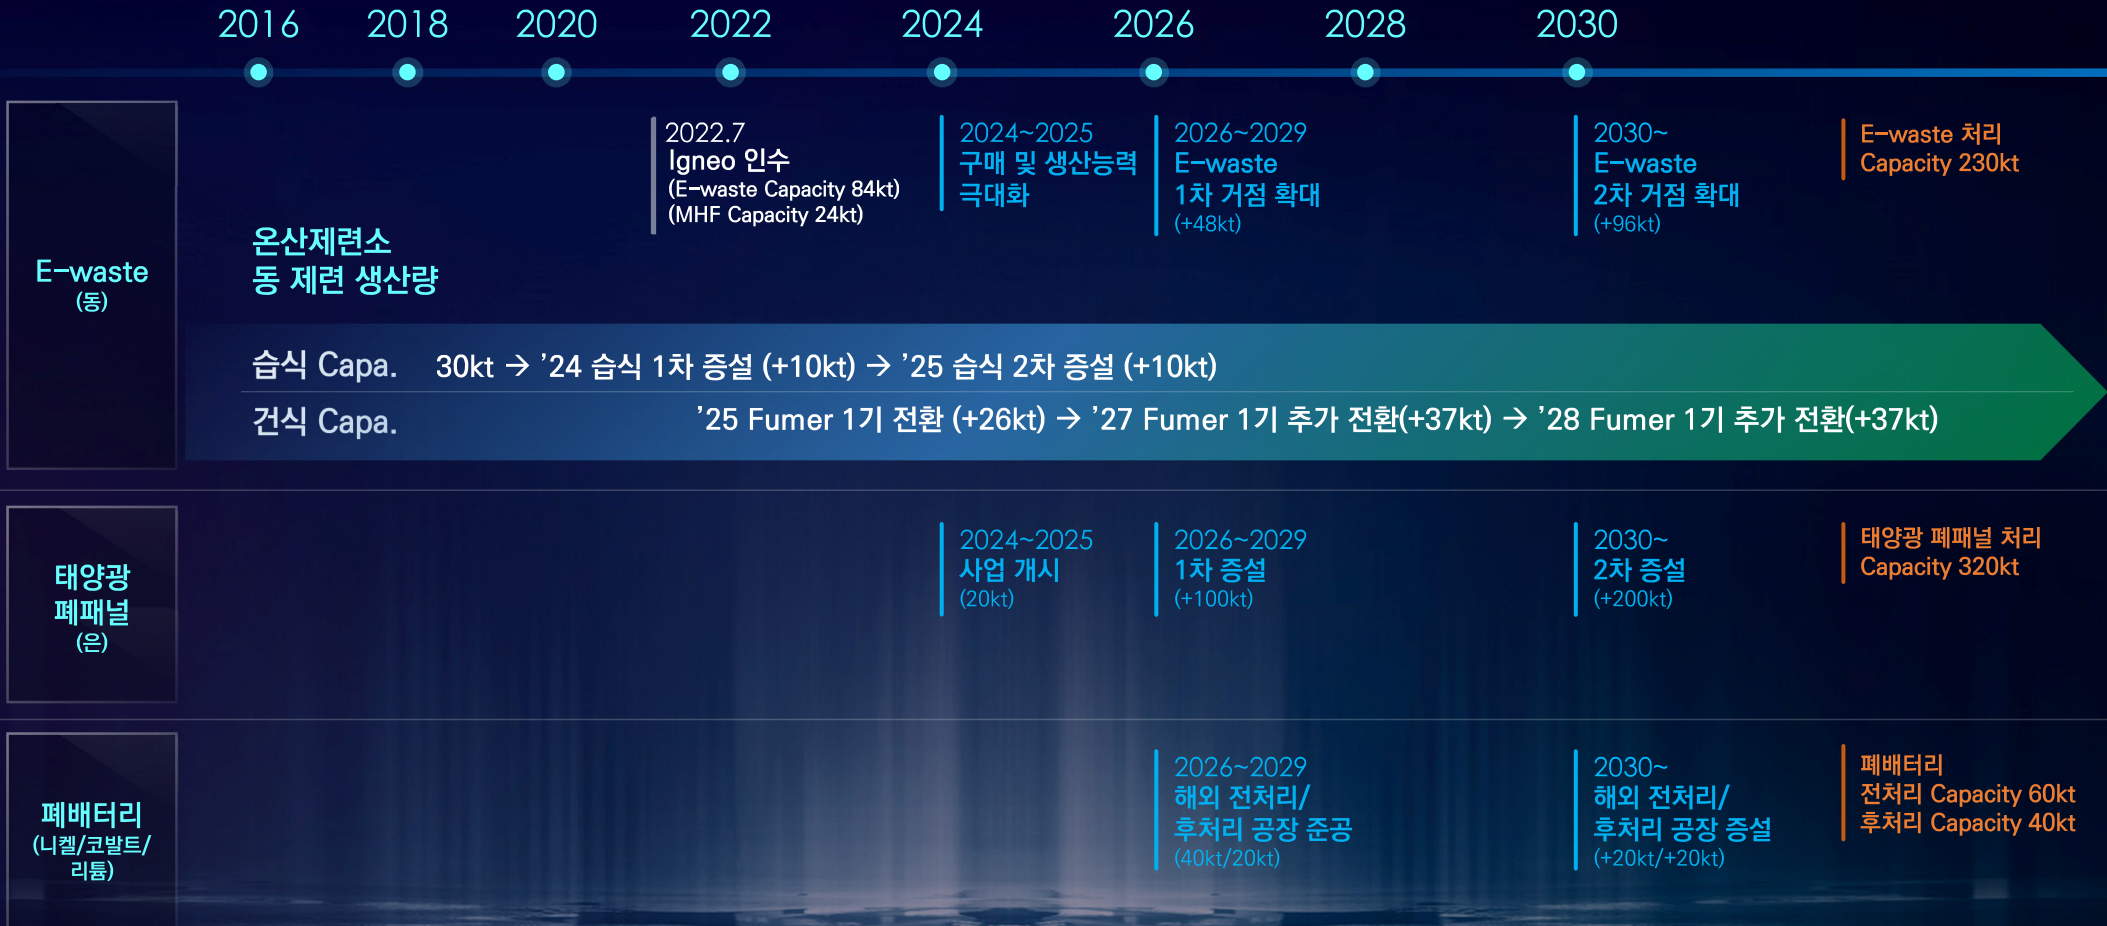 2016 2018 2020 2022 2024 2026 2028 2030
E-waste
(동)
온산제련소
동 제련 생산량
2022.7
Igneo 인수
(E-waste Capacity 84kt)
(MHF Capacity 24kt)
2024~2025
구매 및 생산능력
극대화
2026~2029
E-waste
1차 거점 확대
(+48kt)
2030~
E-waste
2차 거점 확대
(+96kt)
E-waste 처리
Capacity 230kt
습식 Capa. 30kt → ’24 습식 1차 증설 (+10kt) → ’25 습식 2차 증설 (+10kt)
건식 Capa. ’25 Fumer 1기 전환 (+26kt) → ’27 Fumer 1기 추가 전환(+37kt) → ’28 Fumer 1기 추가 전환(+37kt)
태양광
폐패널
(은)
2024~2025
사업 개시
(20kt)
2026~2029
1차 증설
(+100kt)
2030~
2차 증설
(+200kt)
태양광 폐패널 처리
Capacity 320kt
폐배터리
(니켈/코발트/
리튬)
2026~2029
해외 전처리/
후처리 공장 준공
(40kt/20kt)
2030~
해외 전처리/
후처리 공장 증설
(+20kt/+20kt)
폐배터리
전처리 Capacity 60kt
후처리 Capacity 40kt